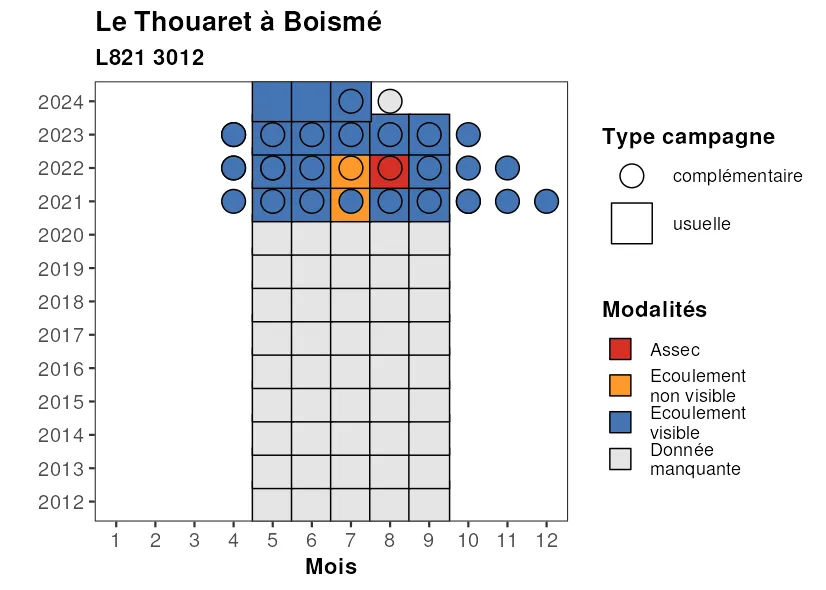 Le Thouaret à Boismé
L821 3012
2024
2023
2022
2021
2020
2019
2018
2017
2016
2015
2014
2013
2012
1 2 3 4 5 6 7 8 9 10 11 12
Mois
Type campagne
complémentaire
usuelle
Modalités
Assec
Ecoulement
non visible
Ecoulement
visible
Donnée
manquante